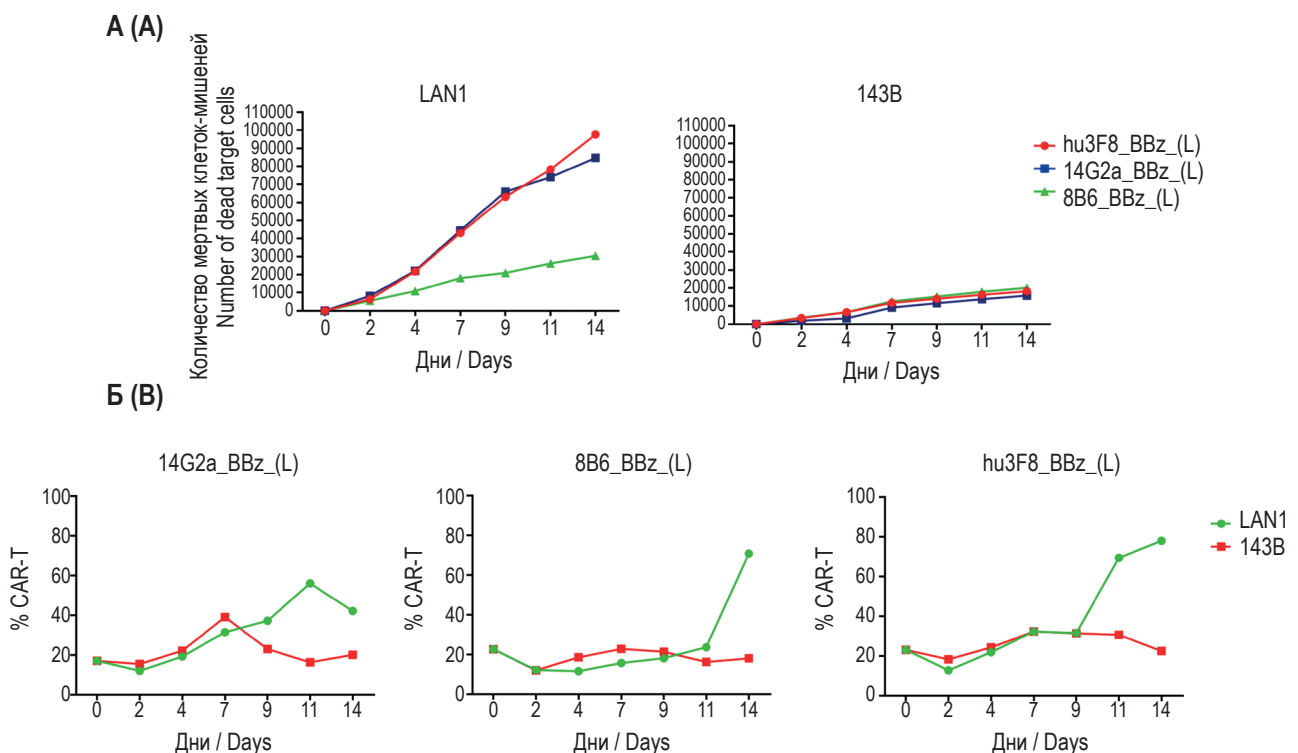 А (A)
Количество мертвых клеток-мишеней
Number of dead target cells
LAN1
110000
100000
90000
80000
70000
60000
50000
40000
30000
20000
10000
0
0 2 4 7 9 11 14
Дни / Days
143B
110000
100000
90000
80000
70000
60000
50000
40000
30000
20000
10000
0
0 2 4 7 9 11 14
Дни / Days
hu3F8_BBz_(L)
14G2a_BBz_(L)
8B6_BBz_(L)
Б (B)
14G2a_BBz_(L)
% CAR-T
100
80
60
40
20
0
0 2 4 7 9 11 14
Дни / Days
8B6_BBz_(L)
% CAR-T
100
80
60
40
20
0
0 2 4 7 9 11 14
Дни / Days
hu3F8_BBz_(L)
% CAR-T
100
80
60
40
20
0
0 2 4 7 9 11 14
Дни / Days
LAN1
143B